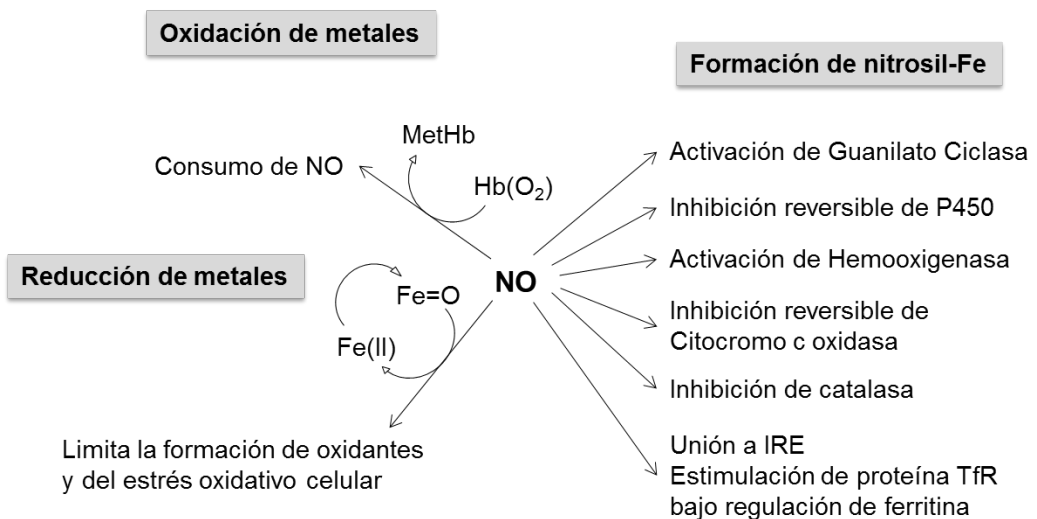 Oxidación de metales
Formación de nitrosil-Fe
MetHb
Consumo de NO
Hb(O₂)
Activación de Guanilato Ciclasa
Inhibición reversible de P450
Reducción de metales
Activación de Hemooxigenasa
NO
Fe=O
Fe(II)
Inhibición reversible de
Citocromo c oxidasa
Inhibición de catalasa
Limita la formación de oxidantes
y del estrés oxidativo celular
Unión a IRE
Estimulación de proteína TfR
bajo regulación de ferritina